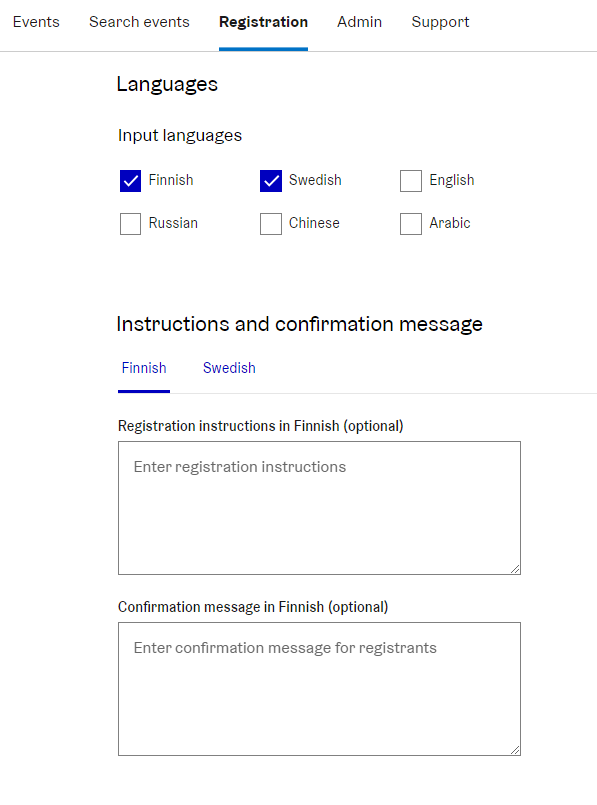 Events Search events Registration Admin Support
Languages
Input languages
Finnish Swedish English
Russian Chinese Arabic
Instructions and confirmation message
Finnish Swedish
Registration instructions in Finnish (optional)
Enter registration instructions
Confirmation message in Finnish (optional)
Enter confirmation message for registrants